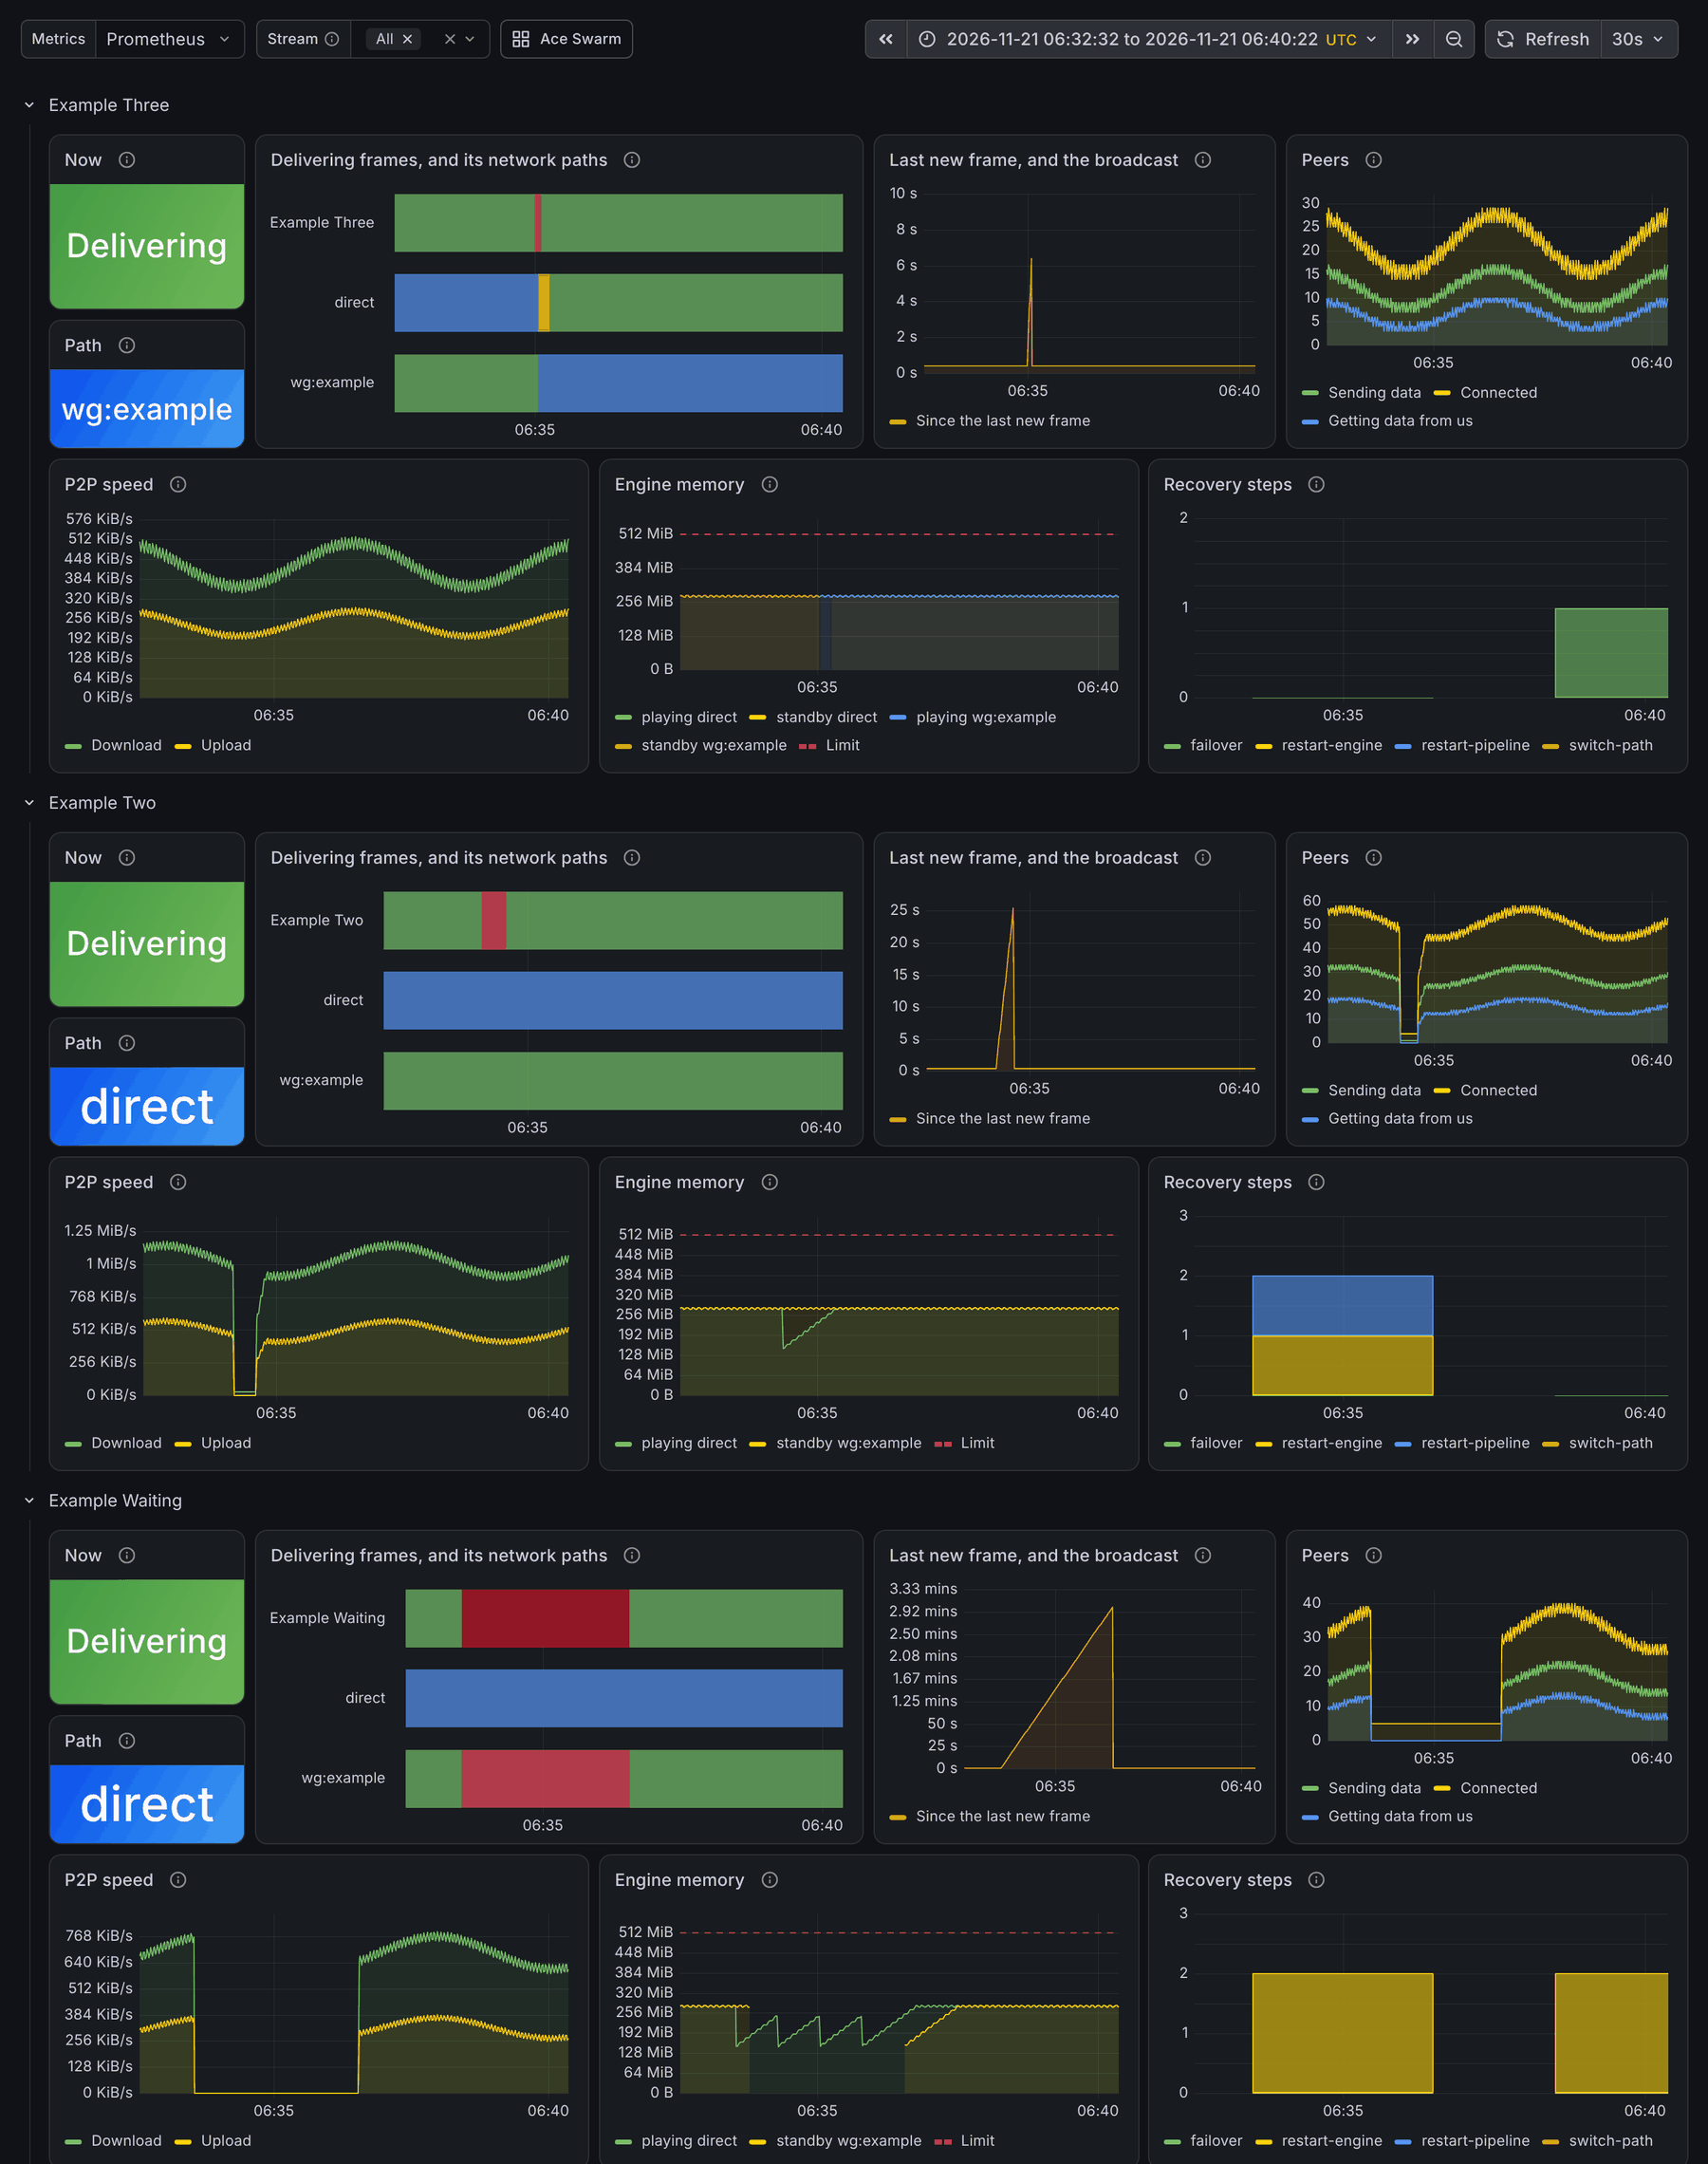 Metrics Prometheus Stream All Ace Swarm 2026-11-21 06:32:32 to 2026-11-21 06:40:22 UTC Refresh 30s
Example Three
Now
Delivering
Path
wg:example
Delivering frames, and its network paths
Example Three
direct
wg:example
06:35 06:40
Last new frame, and the broadcast
10 s
8 s
6 s
4 s
2 s
0 s
06:35 06:40
Since the last new frame
Peers
30
25
20
15
10
5
0
06:35 06:40
Sending data Connected
Getting data from us
P2P speed
576 KiB/s
512 KiB/s
448 KiB/s
384 KiB/s
320 KiB/s
256 KiB/s
192 KiB/s
128 KiB/s
64 KiB/s
0 KiB/s
06:35 06:40
Download Upload
Engine memory
512 MiB
384 MiB
256 MiB
128 MiB
0 B
06:35 06:40
playing direct standby direct playing wg:example
standby wg:example Limit
Recovery steps
2
1
0
06:35 06:40
failover restart-engine restart-pipeline switch-path
Example Two
Now
Delivering
Path
direct
Delivering frames, and its network paths
Example Two
direct
wg:example
06:35 06:40
Last new frame, and the broadcast
25 s
20 s
15 s
10 s
5 s
0 s
06:35 06:40
Since the last new frame
Peers
60
50
40
30
20
10
0
06:35 06:40
Sending data Connected
Getting data from us
P2P speed
1.25 MiB/s
1 MiB/s
768 KiB/s
512 KiB/s
256 KiB/s
0 KiB/s
06:35 06:40
Download Upload
Engine memory
512 MiB
448 MiB
384 MiB
320 MiB
256 MiB
192 MiB
128 MiB
64 MiB
0 B
06:35 06:40
playing direct standby wg:example Limit
Recovery steps
3
2
1
0
06:35 06:40
failover restart-engine restart-pipeline switch-path
Example Waiting
Now
Delivering
Path
direct
Delivering frames, and its network paths
Example Waiting
direct
wg:example
06:35 06:40
Last new frame, and the broadcast
3.33 mins
2.92 mins
2.50 mins
2.08 mins
1.67 mins
1.25 mins
50 s
25 s
0 s
06:35 06:40
Since the last new frame
Peers
40
30
20
10
0
06:35 06:40
Sending data Connected
Getting data from us
P2P speed
768 KiB/s
640 KiB/s
512 KiB/s
384 KiB/s
256 KiB/s
128 KiB/s
0 KiB/s
06:35 06:40
Download Upload
Engine memory
512 MiB
448 MiB
384 MiB
320 MiB
256 MiB
192 MiB
128 MiB
64 MiB
0 B
06:35 06:40
playing direct standby wg:example Limit
Recovery steps
3
2
1
0
06:35 06:40
failover restart-engine restart-pipeline switch-path